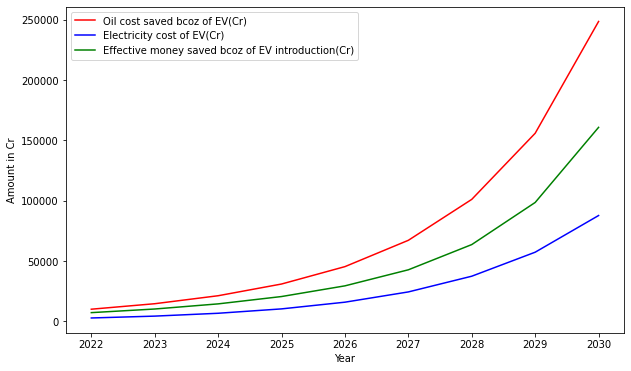 Oil cost saved bcoz of EV(Cr)
Electricity cost of EV(Cr)
Effective money saved bcoz of EV introduction(Cr)
250000
200000
150000
100000
50000
0
Amount in Cr
2022 2023 2024 2025 2026 2027 2028 2029 2030
Year